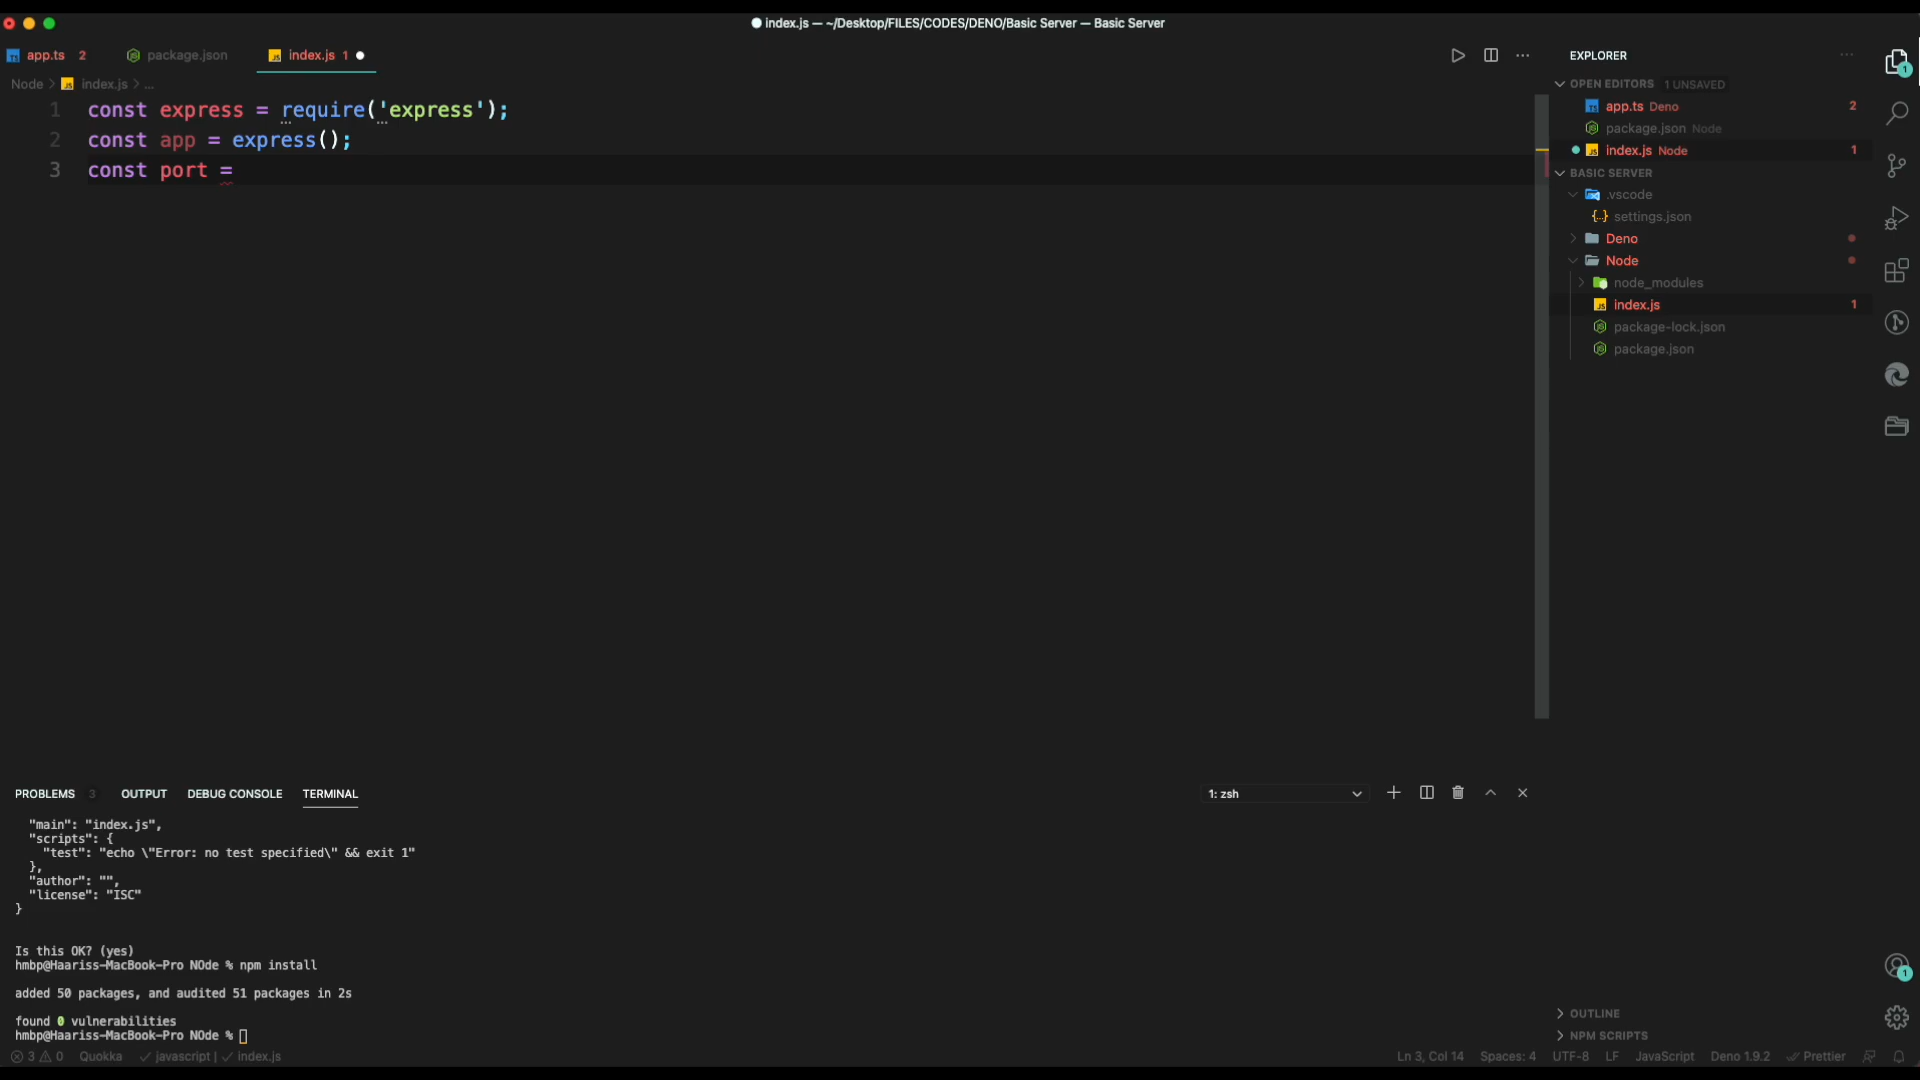 index.js — ~/Desktop/FILES/CODES/DENO/Basic Server — Basic Server
app.ts 2
package.json
index.js 1
Node > index.js > ...
1 const express = require('express');
2 const app = express();
3 const port =
EXPLORER
OPEN EDITORS 1 UNSAVED
app.ts Deno 2
package.json Node
index.js Node 1
BASIC SERVER
.vscode
settings.json
Deno
Node
node_modules
index.js 1
package-lock.json
package.json
OUTLINE
NPM SCRIPTS
PROBLEMS 3 OUTPUT DEBUG CONSOLE TERMINAL
1: zsh
"main": "index.js",
"scripts": {
"test": "echo \"Error: no test specified\" && exit 1"
},
"author": "",
"license": "ISC"
}
Is this OK? (yes)
hmbp@Haariss-MacBook-Pro NOde % npm install
added 50 packages, and audited 51 packages in 2s
found 0 vulnerabilities
hmbp@Haariss-MacBook-Pro NOde %
3 0 Quokka javascript | index.js
Ln 3, Col 14 Spaces: 4 UTF-8 LF JavaScript Deno 1.9.2 Prettier
1
1